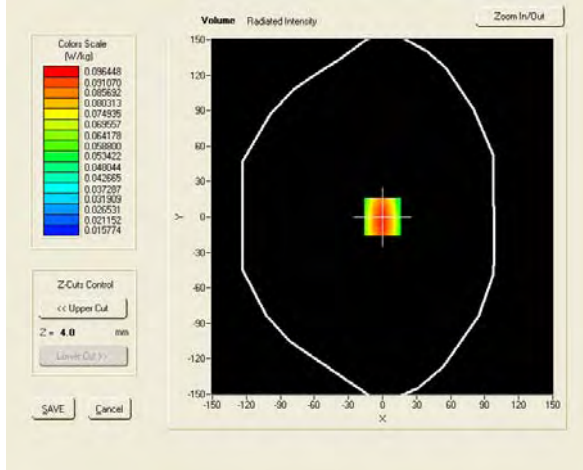 Volume Radiated Intensity
Zoom In/Out
Colors Scale
(W/kg)
0.096448
0.091070
0.085692
0.080313
0.074935
0.069557
0.064178
0.058800
0.053422
0.048044
0.042665
0.037287
0.031909
0.026531
0.021152
0.015774
Z-Cuts Control
<< Upper Cut
Z = 4.0 mm
Lower Cut >>
SAVE
Cancel
150
120
90
60
30
0
-30
-60
-90
-120
-150
Y
-150 -120 -90 -60 -30 0 30 60 90 120 150
X